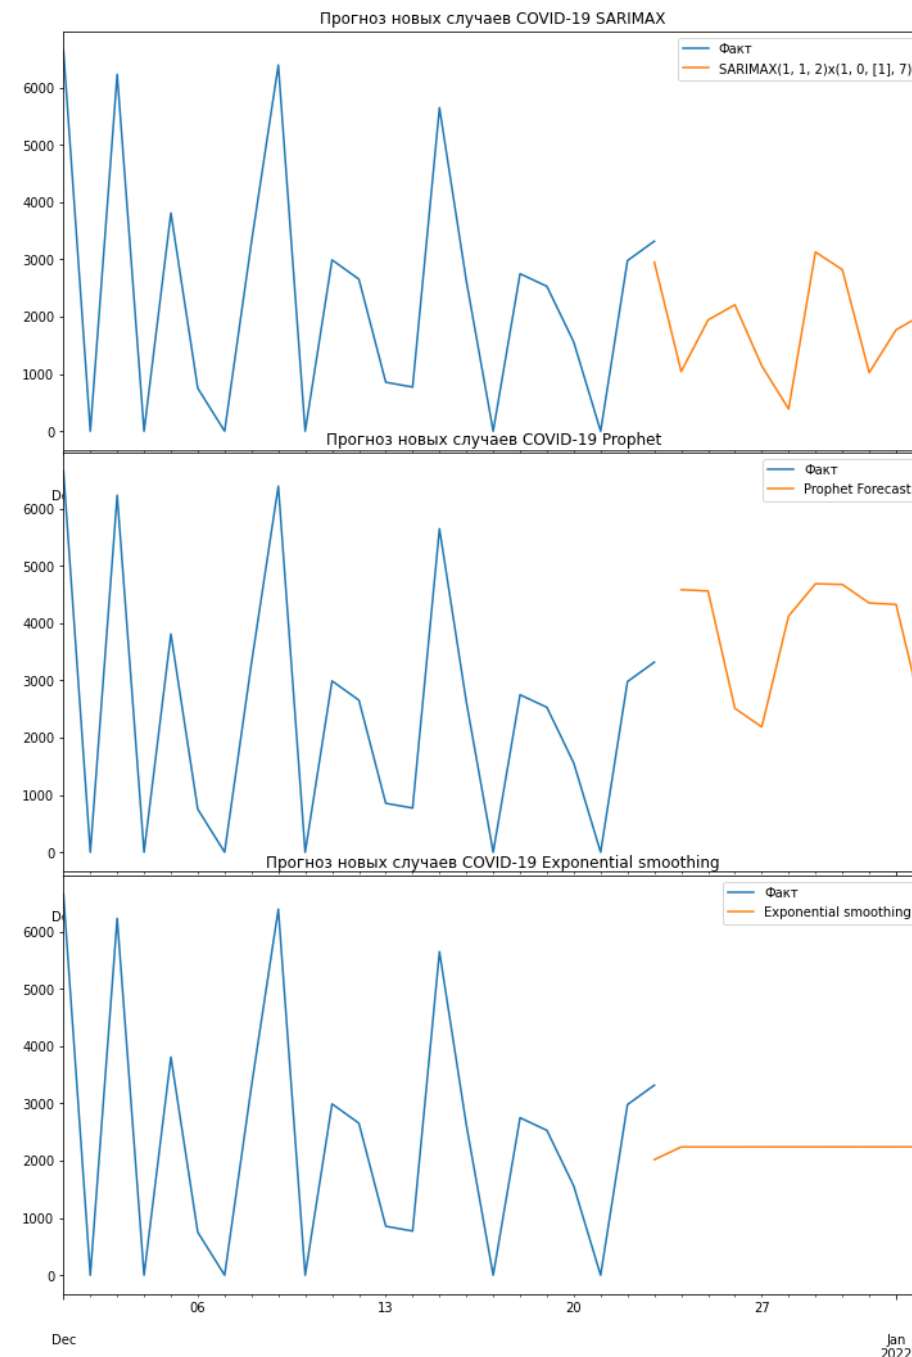 Прогноз новых случаев COVID-19 SARIMAX
Факт
SARIMAX(1, 1, 2)x(1, 0, [1], 7)
6000
5000
4000
3000
2000
1000
0
Прогноз новых случаев COVID-19 Prophet
Факт
Prophet Forecast
6000
5000
4000
3000
2000
1000
0
Прогноз новых случаев COVID-19 Exponential smoothing
Факт
Exponential smoothing
6000
5000
4000
3000
2000
1000
0
06 13 20 27
Dec Jan
2022